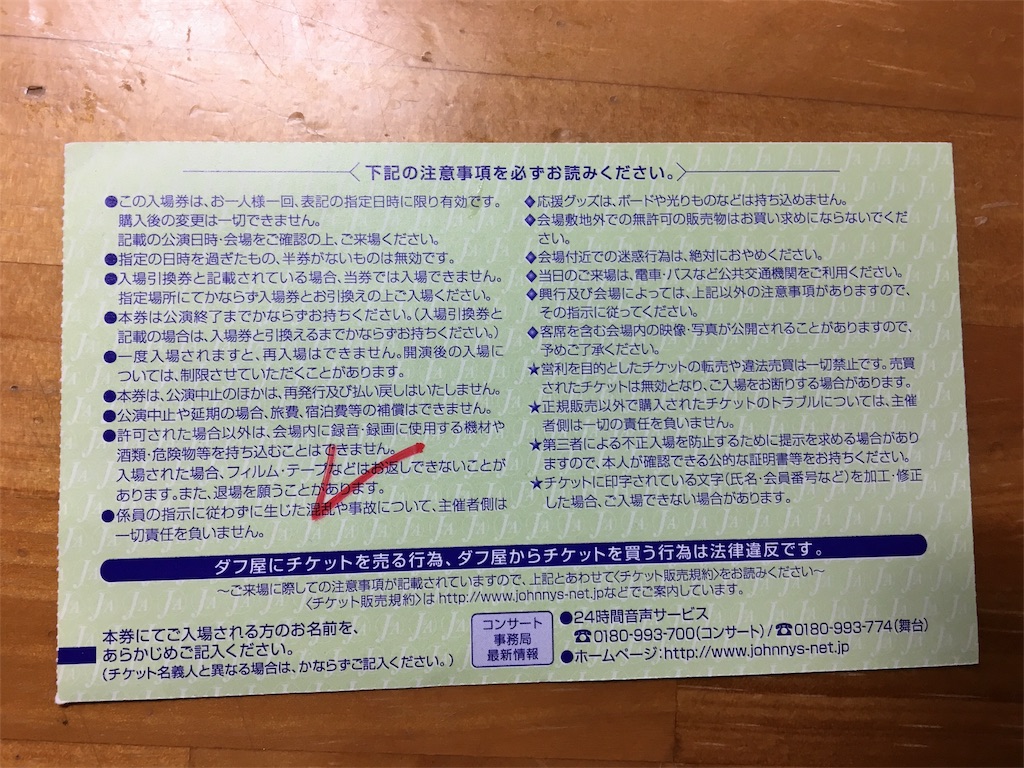 下記の注意事項を必ずお読みください。
●この入場券は、お一人様一回、表記の指定日時に限り有効です。
購入後の変更は一切できません。
記載の公演日時・会場をご確認の上、ご来場ください。
●指定の日時を過ぎたもの、半券がないものは無効です。
●入場引換券と記載されている場合、当券では入場できません。
指定場所にてかならず入場券とお引換えの上ご入場ください。
●本券は公演終了までかならずお持ちください。(入場引換券と
記載の場合は、入場券と引換えるまでかならずお持ちください。)
●一度入場されますと、再入場はできません。開演後の入場に
ついては、制限させていただくことがあります。
●本券は、公演中止のほかは、再発行及び払い戻しはいたしません。
●公演中止や延期の場合、旅費、宿泊費等の補償はできません。
●許可された場合以外は、会場内に録音・録画に使用する機材や
酒類・危険物等を持ち込むことはできません。
入場された場合、フィルム・テープなどはお返しできないことが
あります。また、退場を願うことがあります。
●係員の指示に従わずに生じた混乱や事故について、主催者側は
一切責任を負いません。
◆応援グッズは、ボードや光りものなどは持ち込めません。
◆会場敷地外での無許可の販売物はお買い求めにならないでくだ
さい。
◆会場付近での迷惑行為は、絶対におやめください。
◆当日のご来場は、電車・バスなど公共交通機関をご利用ください。
◆興行及び会場によっては、上記以外の注意事項がありますので、
その指示に従ってください。
◆客席を含む会場内の映像・写真が公開されることがありますので、
予めご了承ください。
★営利を目的としたチケットの転売や違法売買は一切禁止です。売買
されたチケットは無効となり、ご入場をお断りする場合があります。
★正規販売以外で購入されたチケットのトラブルについては、主催
者側は一切の責任を負いません。
★第三者による不正入場を防止するために提示を求める場合があり
ますので、本人が確認できる公的な証明書等をお持ちください。
★チケットに印字されている文字(氏名・会員番号など)を加工・修正
した場合、ご入場できない場合があります。
ダフ屋にチケットを売る行為、ダフ屋からチケットを買う行為は法律違反です。
～ご来場に際しての注意事項が記載されていますので、上記とあわせて〈チケット販売規約〉をお読みください～
〈チケット販売規約〉は http://www.johnnys-net.jpなどでご案内しています。
本券にてご入場される方のお名前を、
あらかじめご記入ください。
(チケット名義人と異なる場合は、かならずご記入ください。)
コンサート
事務局
最新情報
●24時間音声サービス
☎0180-993-700(コンサート)/☎0180-993-774(舞台)
●ホームページ:http://www.johnnys-net.jp